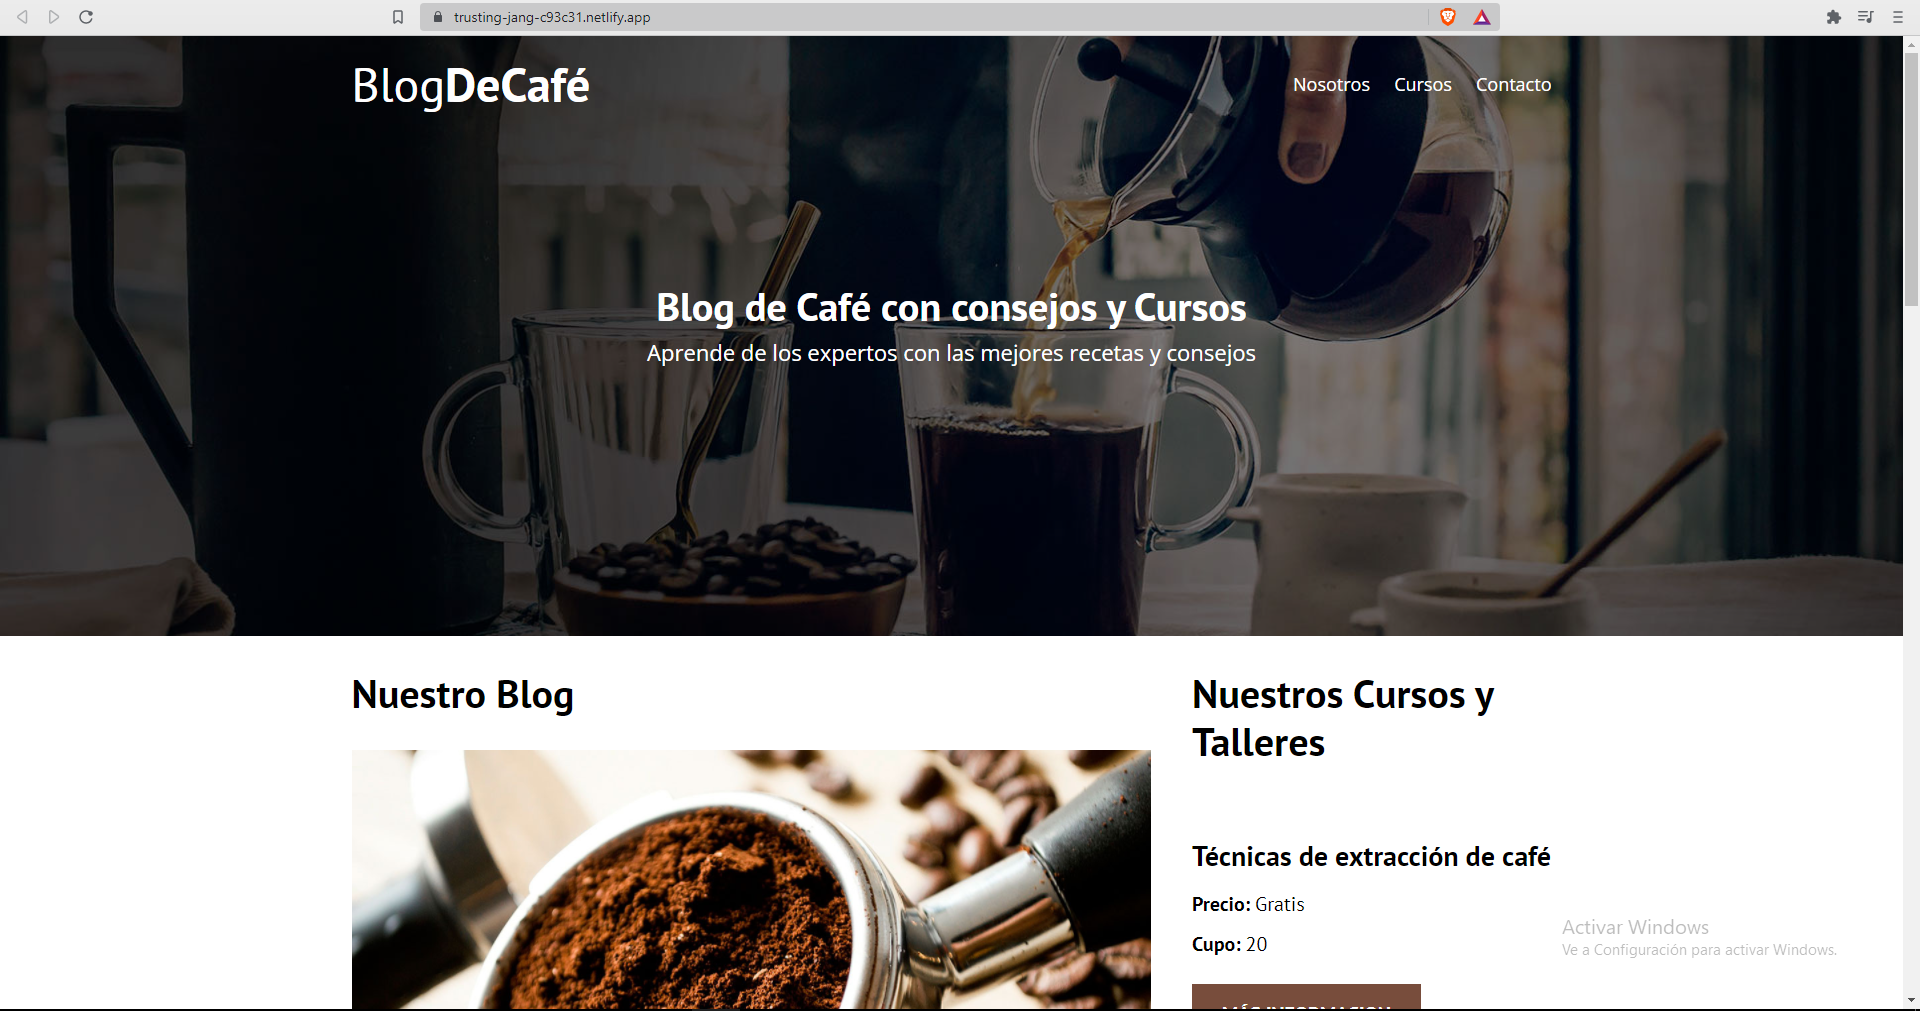 trusting-jang-c93c31.netlify.app
BlogDeCafé
Nosotros Cursos Contacto
Blog de Café con consejos y Cursos
Aprende de los expertos con las mejores recetas y consejos
Nuestro Blog
Nuestros Cursos y
Talleres
Técnicas de extracción de café
Precio: Gratis
Cupo: 20
MÁS INFORMACION
Activar Windows
Ve a Configuración para activar Windows.